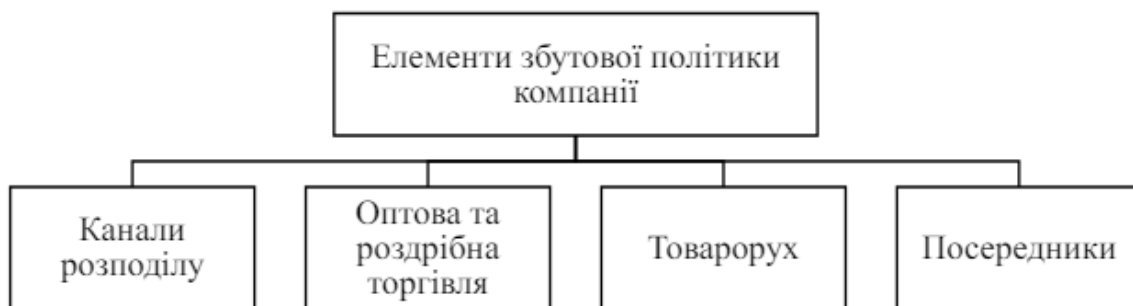 Елементи збутової політики
компанії
Канали
розподілу
Оптова та
роздрібна
торгівля
Товарорух
Посередники